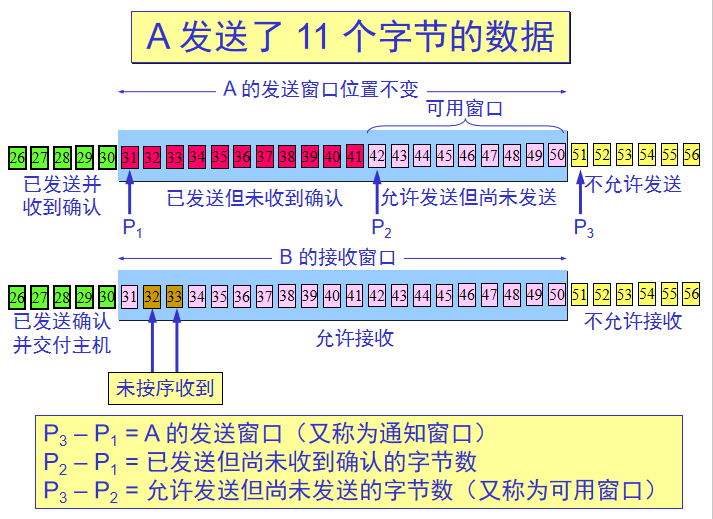 A 发送了 11 个字节的数据
A 的发送窗口位置不变
可用窗口
26 27 28 29 30 31 32 33 34 35 36 37 38 39 40 41 42 43 44 45 46 47 48 49 50 51 52 53 54 55 56
已发送并
收到确认
已发送但未收到确认
允许发送但尚未发送
不允许发送
P1
P2
P3
B 的接收窗口
26 27 28 29 30 31 32 33 34 35 36 37 38 39 40 41 42 43 44 45 46 47 48 49 50 51 52 53 54 55 56
已发送确认
并交付主机
允许接收
不允许接收
未按序收到
P3 – P1 = A 的发送窗口（又称为通知窗口）
P2 – P1 = 已发送但尚未收到确认的字节数
P3 – P2 = 允许发送但尚未发送的字节数（又称为可用窗口）